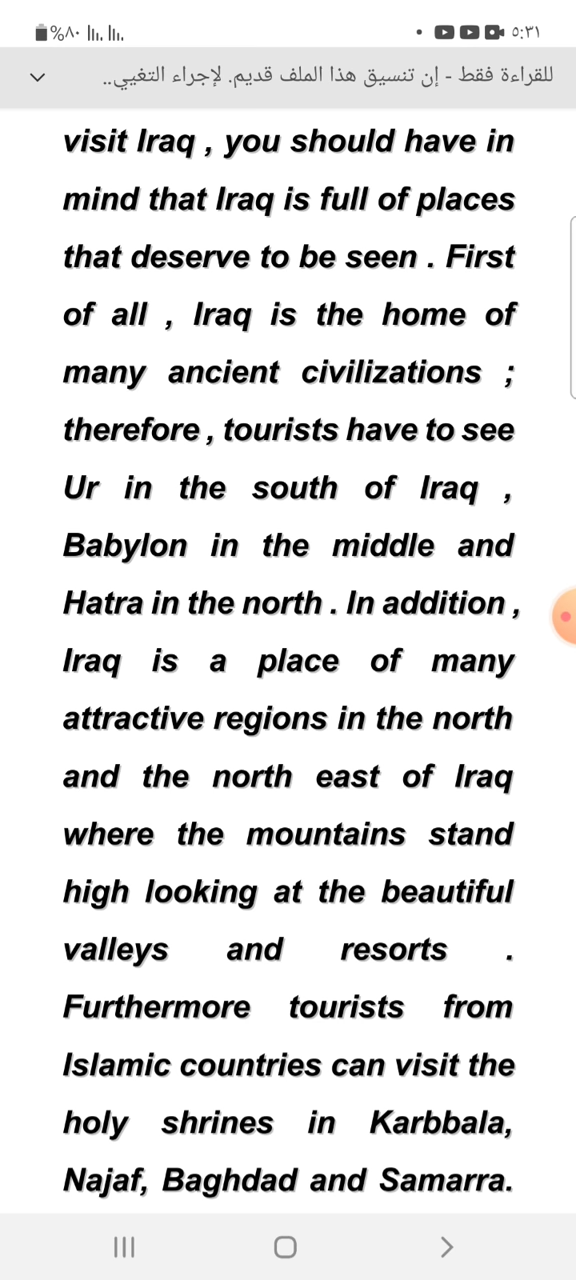 %٨٠ ٥:٣١
للقراءة فقط - إن تنسيق هذا الملف قديم. لإجراء التغيي..
visit Iraq , you should have in
mind that Iraq is full of places
that deserve to be seen . First
of all , Iraq is the home of
many ancient civilizations ;
therefore , tourists have to see
Ur in the south of Iraq ,
Babylon in the middle and
Hatra in the north . In addition ,
Iraq is a place of many
attractive regions in the north
and the north east of Iraq
where the mountains stand
high looking at the beautiful
valleys and resorts .
Furthermore tourists from
Islamic countries can visit the
holy shrines in Karbbala,
Najaf, Baghdad and Samarra.